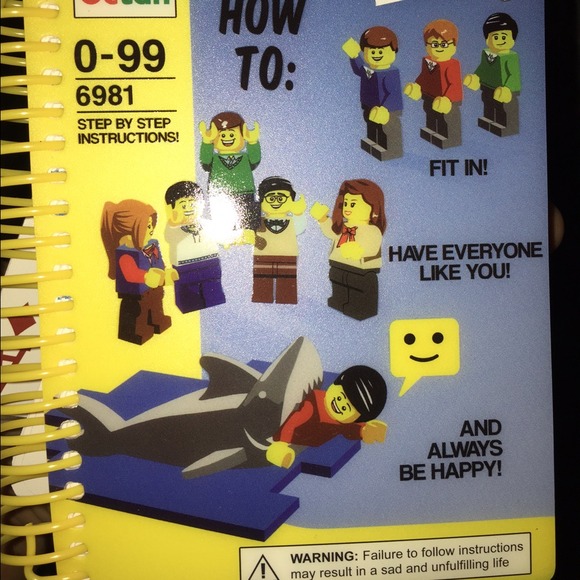 HOW
TO:
0-99
6981
STEP BY STEP
INSTRUCTIONS!
FIT IN!
HAVE EVERYONE
LIKE YOU!
AND
ALWAYS
BE HAPPY!
WARNING: Failure to follow instructions
may result in a sad and unfulfilling life